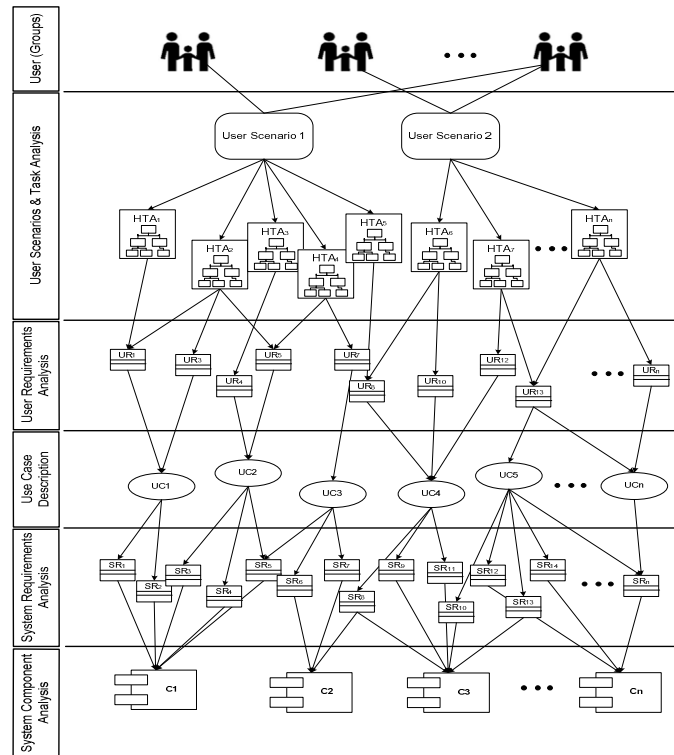 User (Groups)
User Scenarios & Task Analysis
User Scenario 1
User Scenario 2
HTA1
HTA2
HTA3
HTA4
HTA5
HTA6
HTA7
HTAn
User Requirements
Analysis
UR1
UR3
UR4
UR5
UR7
UR6
UR10
UR12
UR13
URn
Use Case
Description
UC1
UC2
UC3
UC4
UC5
UCn
System Requirements
Analysis
SR1
SR2
SR3
SR4
SR5
SR6
SR7
SR8
SR9
SR11
SR10
SR12
SR13
SR14
SRn
System Component
Analysis
C1
C2
C3
Cn